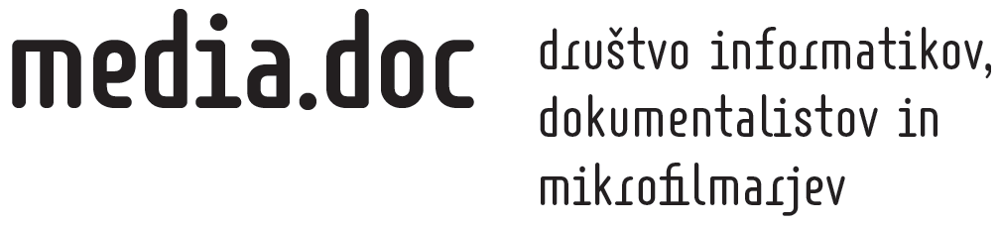 media.doc
društvo informatikov,
dokumentalistov in
mikrofilmarjev